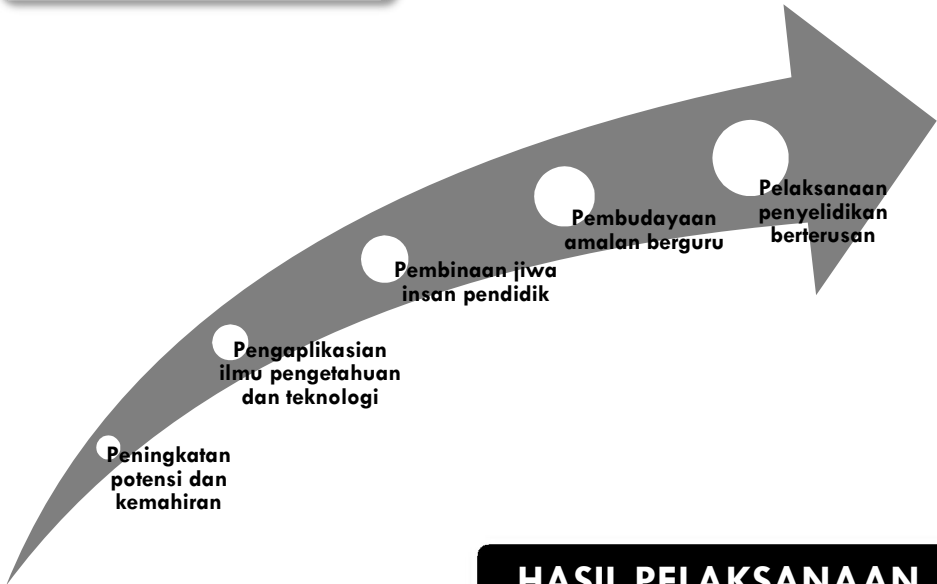 Pelaksanaan
penyelidikan
berterusan
Pembudayaan
amalan berguru
Pembinaan jiwa
insan pendidik
Pengaplikasian
ilmu pengetahuan
dan teknologi
Peningkatan
potensi dan
kemahiran
HASIL PELAKSANAAN